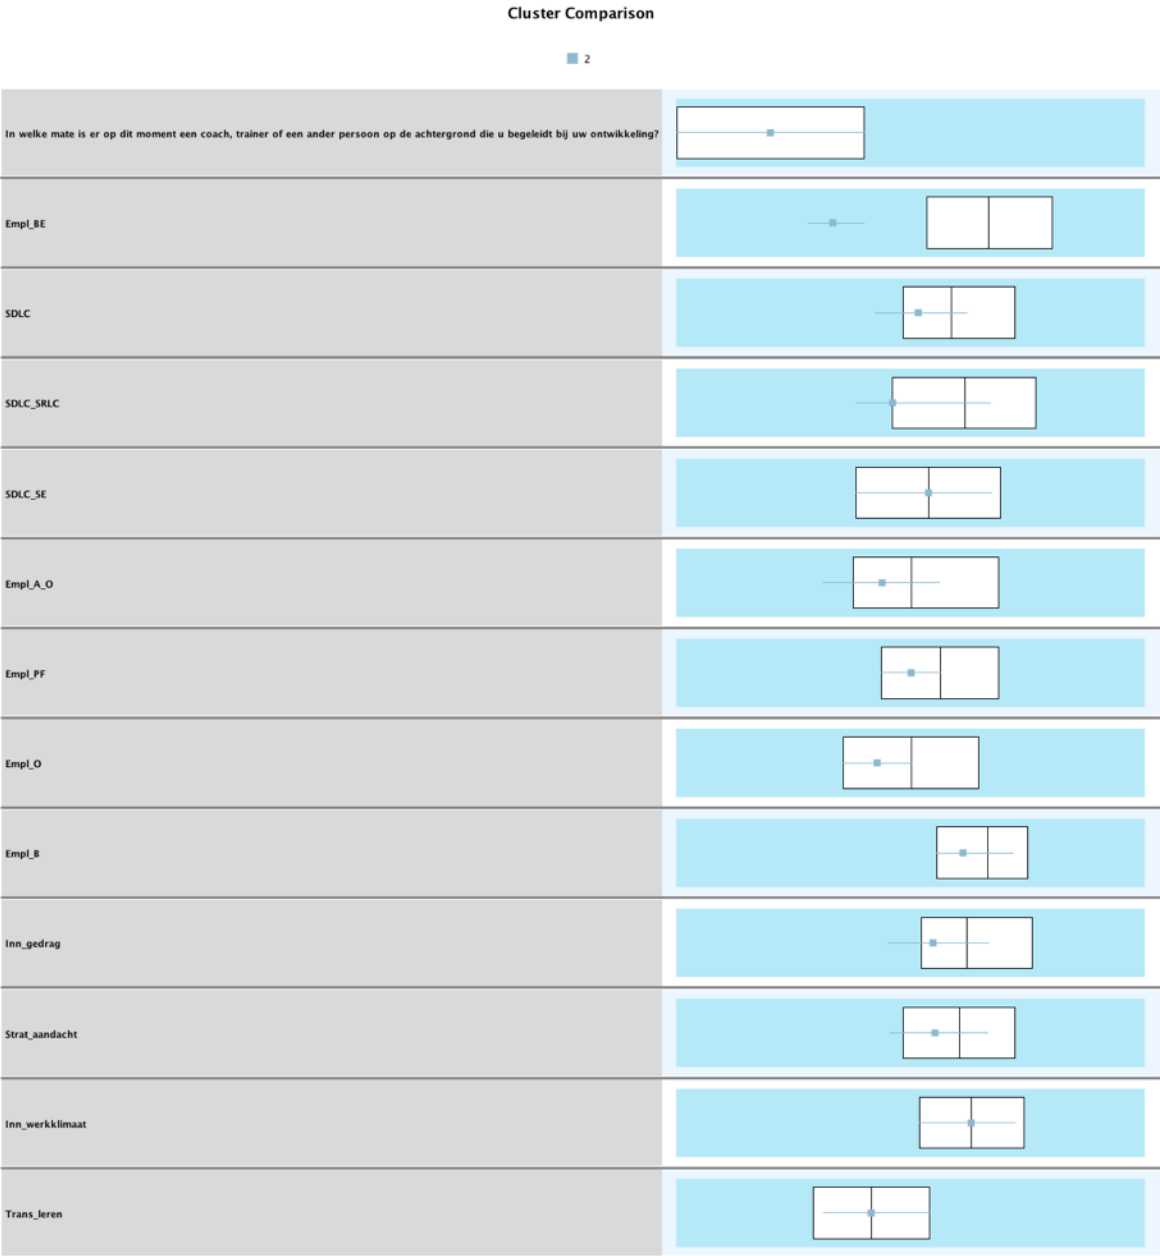 Cluster Comparison
2
In welke mate is er op dit moment een coach, trainer of een ander persoon op de achtergrond die u begeleidt bij uw ontwikkeling?
Empl_BE
SDLC
SDLC_SRLC
SDLC_SE
Empl_A_O
Empl_PF
Empl_O
Empl_B
Inn_gedrag
Strat_aandacht
Inn_werkklimaat
Trans_leren